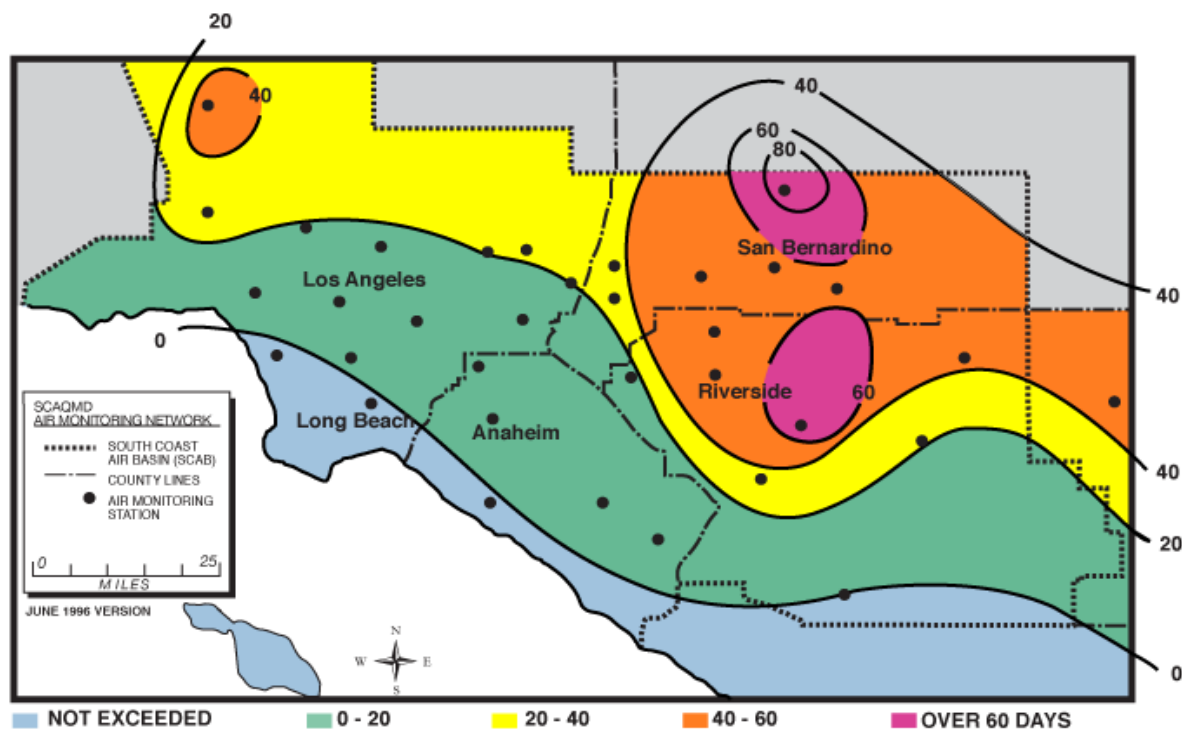 20
40
40
60
80
San Bernardino
Los Angeles
40
0
Riverside
60
SCAQMD
AIR MONITORING NETWORK
SOUTH COAST
AIR BASIN (SCAB)
COUNTY LINES
AIR MONITORING
STATION
0
25
MILES
Long Beach
Anaheim
40
20
JUNE 1996 VERSION
N
W
E
S
0
NOT EXCEEDED
0 - 20
20 - 40
40 - 60
OVER 60 DAYS